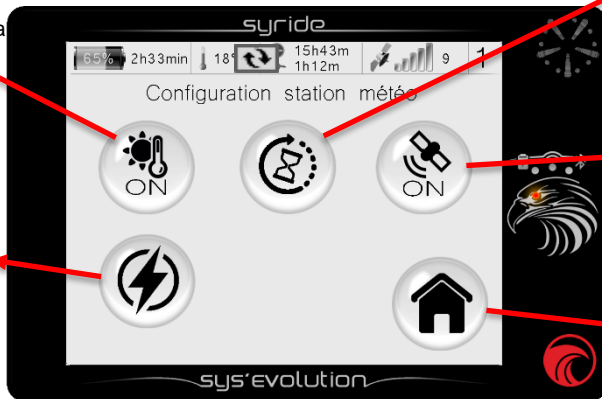 a
syride
65% 2h33min 18° 15h43m 9 1
1h12m
Configuration station météo
ON
ON
sys'evolution